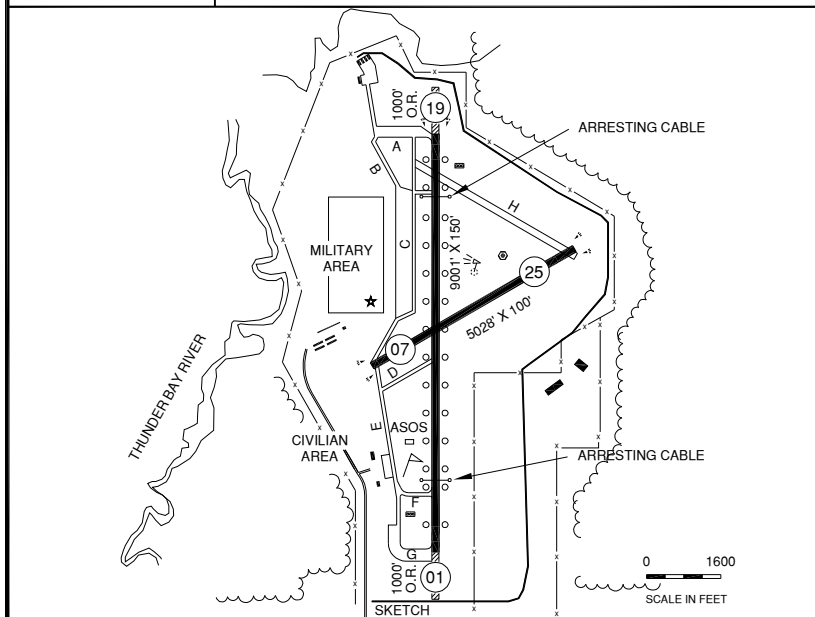 1000'
O.R.
19
ARRESTING CABLE
A
B
H
MILITARY
AREA
C
9001' X 150'
25
5028' X 100'
07
D
THUNDER BAY RIVER
E
ASOS
CIVILIAN
AREA
ARRESTING CABLE
F
G
1000'
O.R.
01
0 1600
SCALE IN FEET
SKETCH